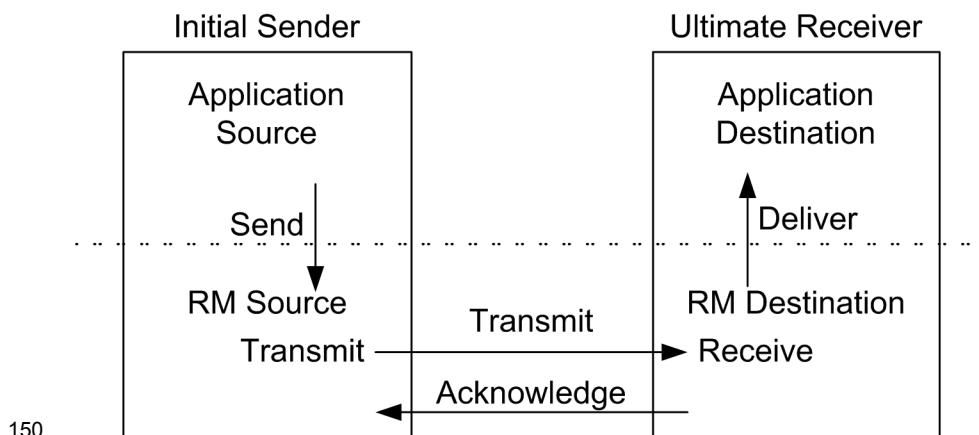 Initial Sender
Ultimate Receiver
Application
Source
Application
Destination
Send
Deliver
RM Source
RM Destination
Transmit
Transmit
Receive
Acknowledge
150